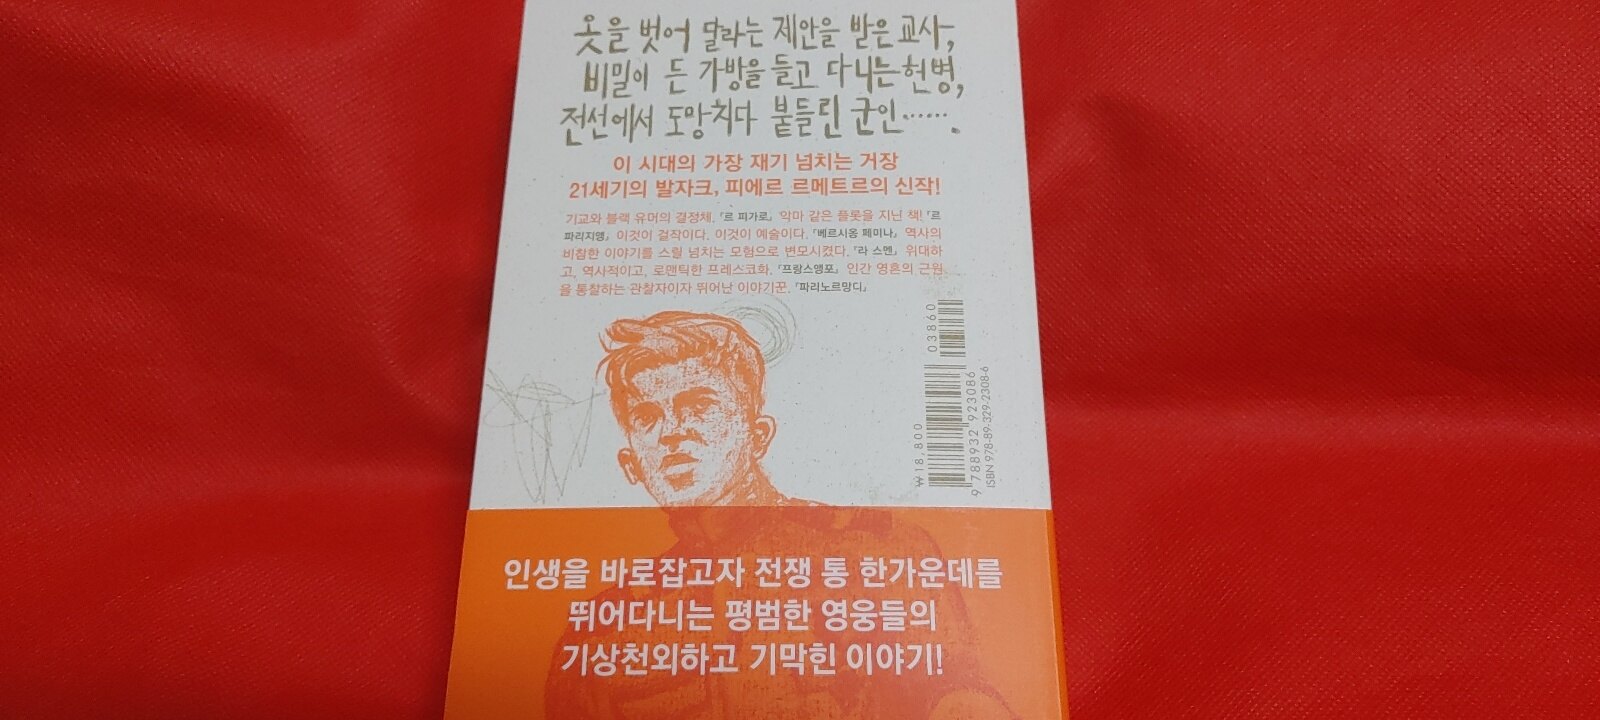 옷을 벗어 달라는 제안을 받은 교사,
비밀이 든 가방을 들고 다니는 헌병,
전선에서 도망치다 붙들린 군인…….
이 시대의 가장 재기 넘치는 거장
21세기의 발자크, 피에르 르메트르의 신작!
기교와 블랙 유머의 결정체. 『르 피가로』 악마 같은 플롯을 지닌 책! 『르
파리지앵』 이것이 걸작이다. 이것이 예술이다. 『베르시옹 페미나』 역사의
비참한 이야기를 스릴 넘치는 모험으로 변모시켰다. 『라 스멘』 위대하
고, 역사적이고, 로맨틱한 프레스코화. 『프랑스앵포』 인간 영혼의 근원
을 통찰하는 관찰자이자 뛰어난 이야기꾼. 『파리노르망디』
03860
₩18,800
9 788932 923086
ISBN 978-89-329-2308-6
인생을 바로잡고자 전쟁 통 한가운데를
뛰어다니는 평범한 영웅들의
기상천외하고 기막힌 이야기!